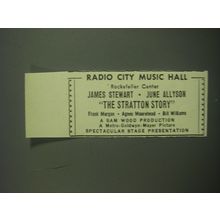 RADIO CITY MUSIC HALL
Rockefeller Center
JAMES STEWART • JUNE ALLYSON
"THE STRATTON STORY"
Frank Morgan • Agnes Moorehead • Bill Williams
A SAM WOOD PRODUCTION
A Metro-Goldwyn-Mayer Picture
SPECTACULAR STAGE PRESENTATION